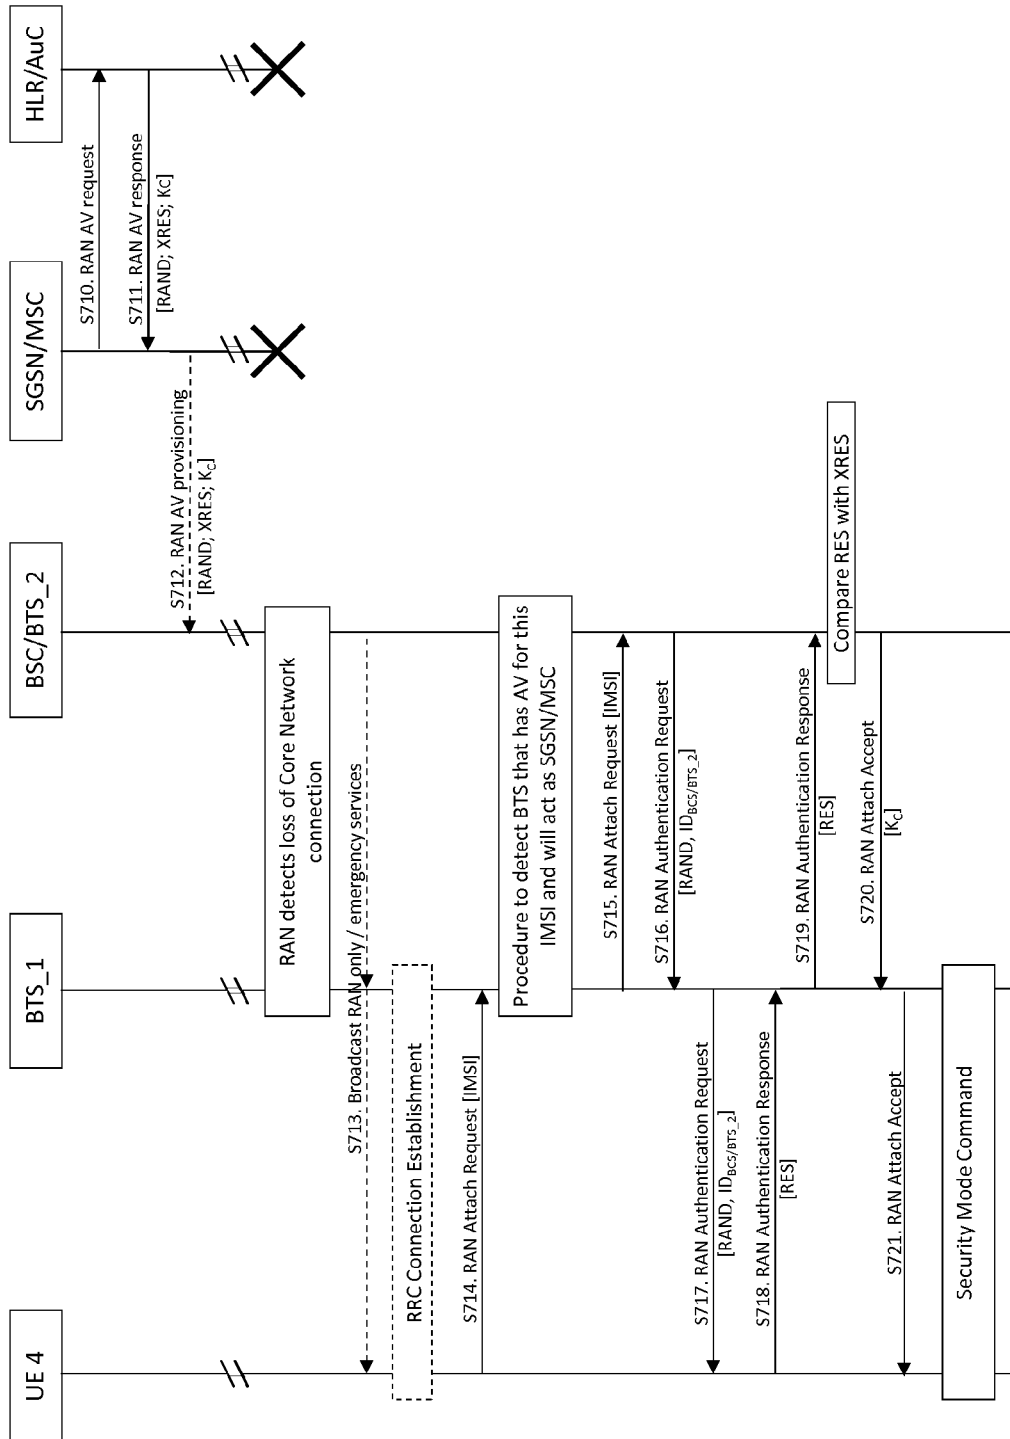 UE 4
BTS_1
BSC/BTS_2
SGSN/MSC
HLR/AuC
S710. RAN AV request
S711. RAN AV response
[RAND; XRES; KC]
S712. RAN AV provisioning
[RAND; XRES; KC]
RAN detects loss of Core Network
connection
S713. Broadcast RAN only / emergency services
RRC Connection Establishment
S714. RAN Attach Request [IMSI]
Procedure to detect BTS that has AV for this
IMSI and will act as SGSN/MSC
S715. RAN Attach Request [IMSI]
S716. RAN Authentication Request
[RAND, IDBCS/BTS_2]
S717. RAN Authentication Request
[RAND, IDBCS/BTS_2]
S718. RAN Authentication Response
[RES]
S719. RAN Authentication Response
[RES]
Compare RES with XRES
S720. RAN Attach Accept
[KC]
S721. RAN Attach Accept
Security Mode Command